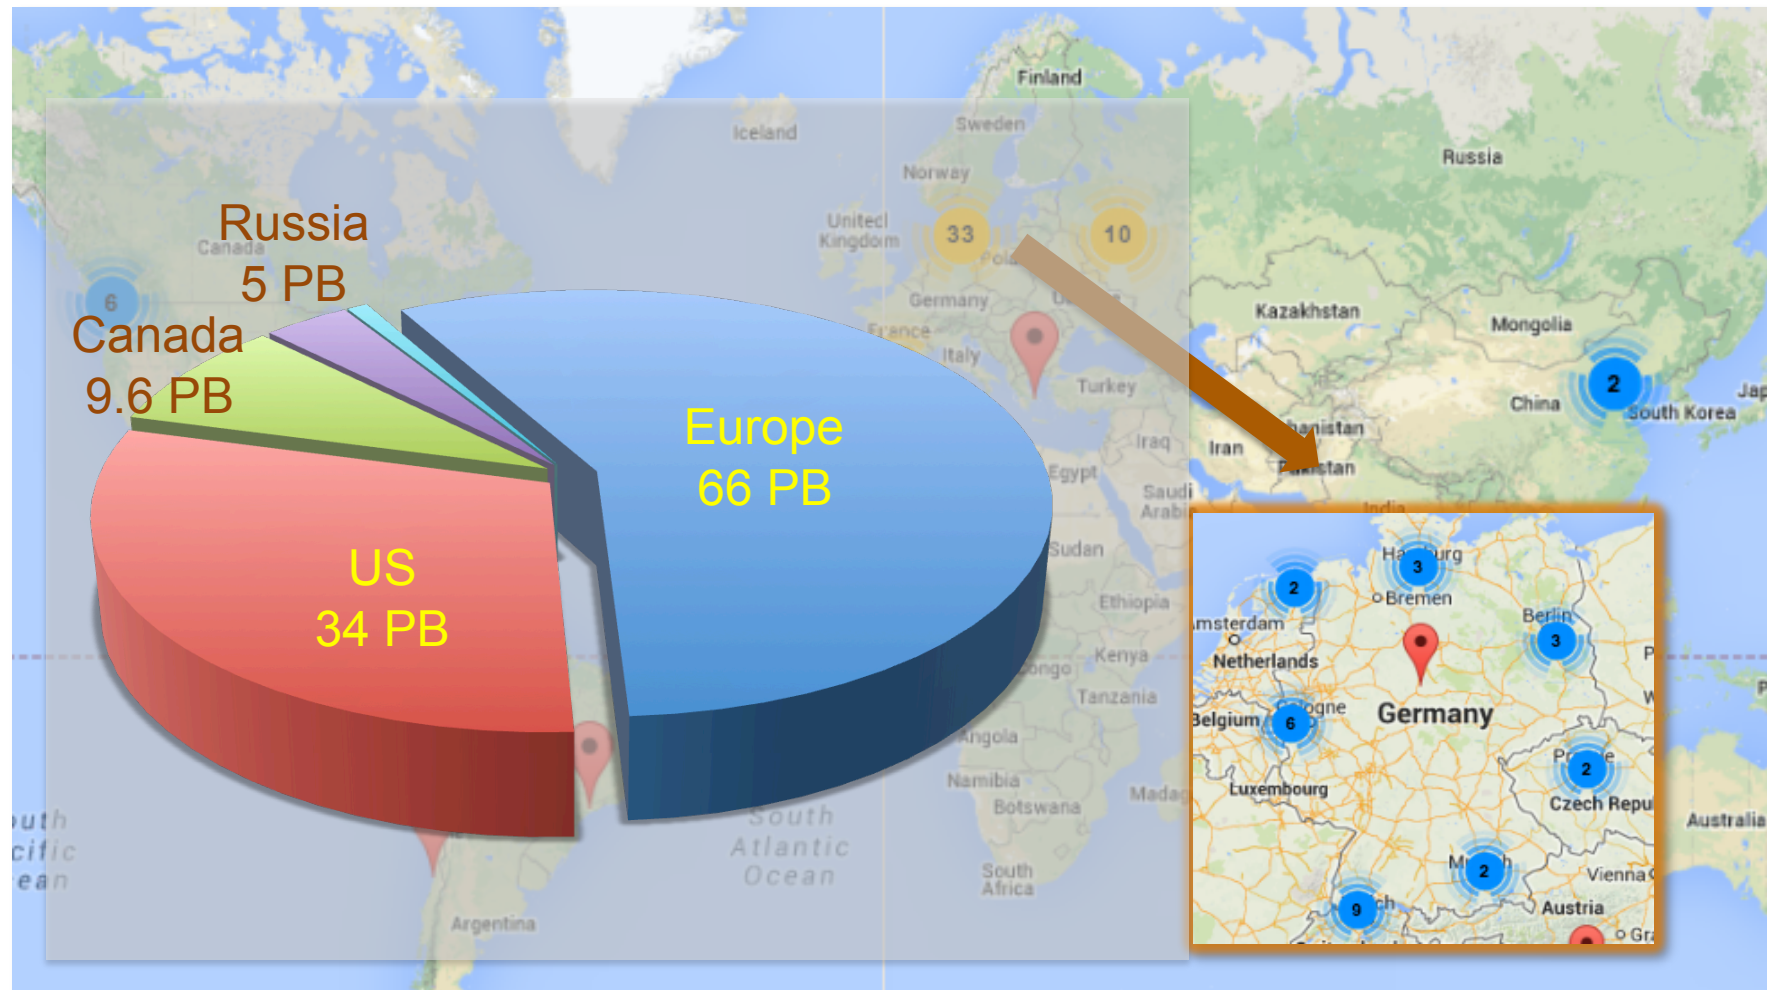 Finland
Iceland
Sweden
Russia
Norway
United
Kingdom
33
10
Canada
Russia
5 PB
6
Germany
Kazakhstan
Mongolia
France
Italy
Canada
9.6 PB
Turkey
2
China
South Korea
Iraq
Iran
Egypt
Saudi
India
Europe
66 PB
Sudan
US
34 PB
Ethiopia
Kenya
Tanzania
Angola
Namibia
Botswana
South
Atlantic
Ocean
South
Africa
Argentina
Australia
3
2
Bremen
Berlin
3
Netherlands
Belgium
6
Germany
2
Luxembourg
Czech Repu
2
Vienna
9
Austria